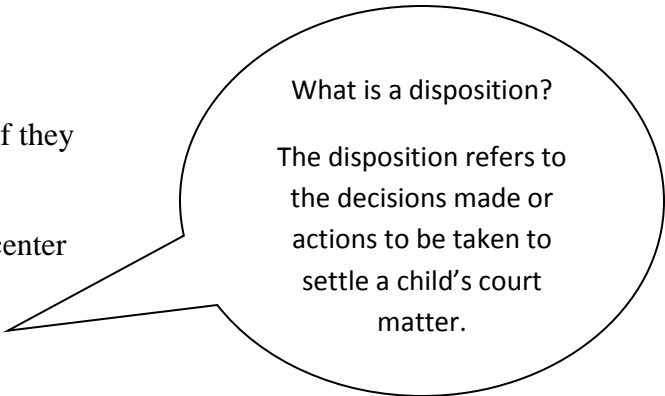 What is a disposition?
f they
The disposition refers to
the decisions made or
center
actions to be taken to
settle a child's court
matter.